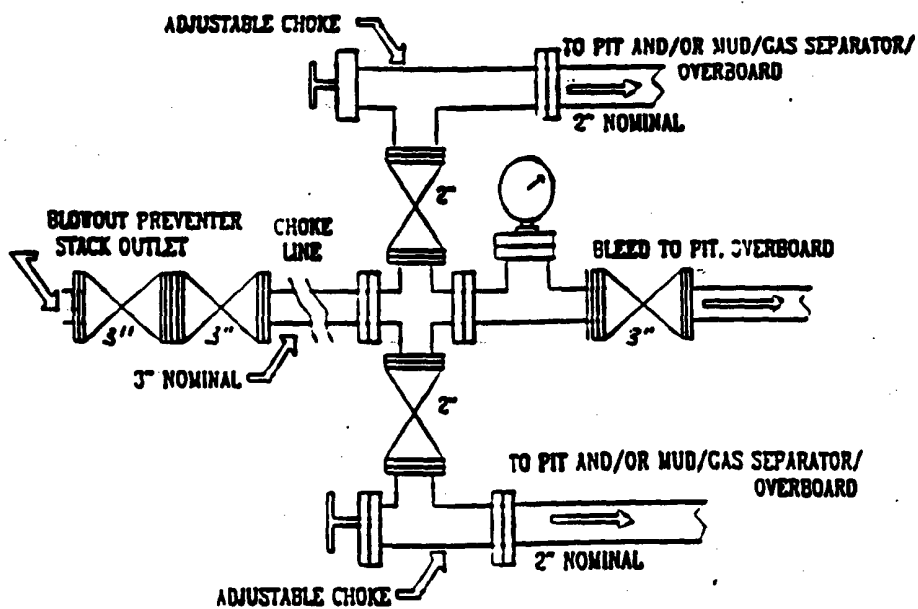 ADJUSTABLE CHOKE
TO PIT AND/OR MUD/GAS SEPARATOR/
OVERBOARD
2" NOMINAL
2"
BLOWOUT PREVENTER
STACK OUTLET
CHOKE
LINE
BLEED TO PIT, OVERBOARD
3"
3"
3"
3" NOMINAL
2"
TO PIT AND/OR MUD/GAS SEPARATOR/
OVERBOARD
2" NOMINAL
ADJUSTABLE CHOKE